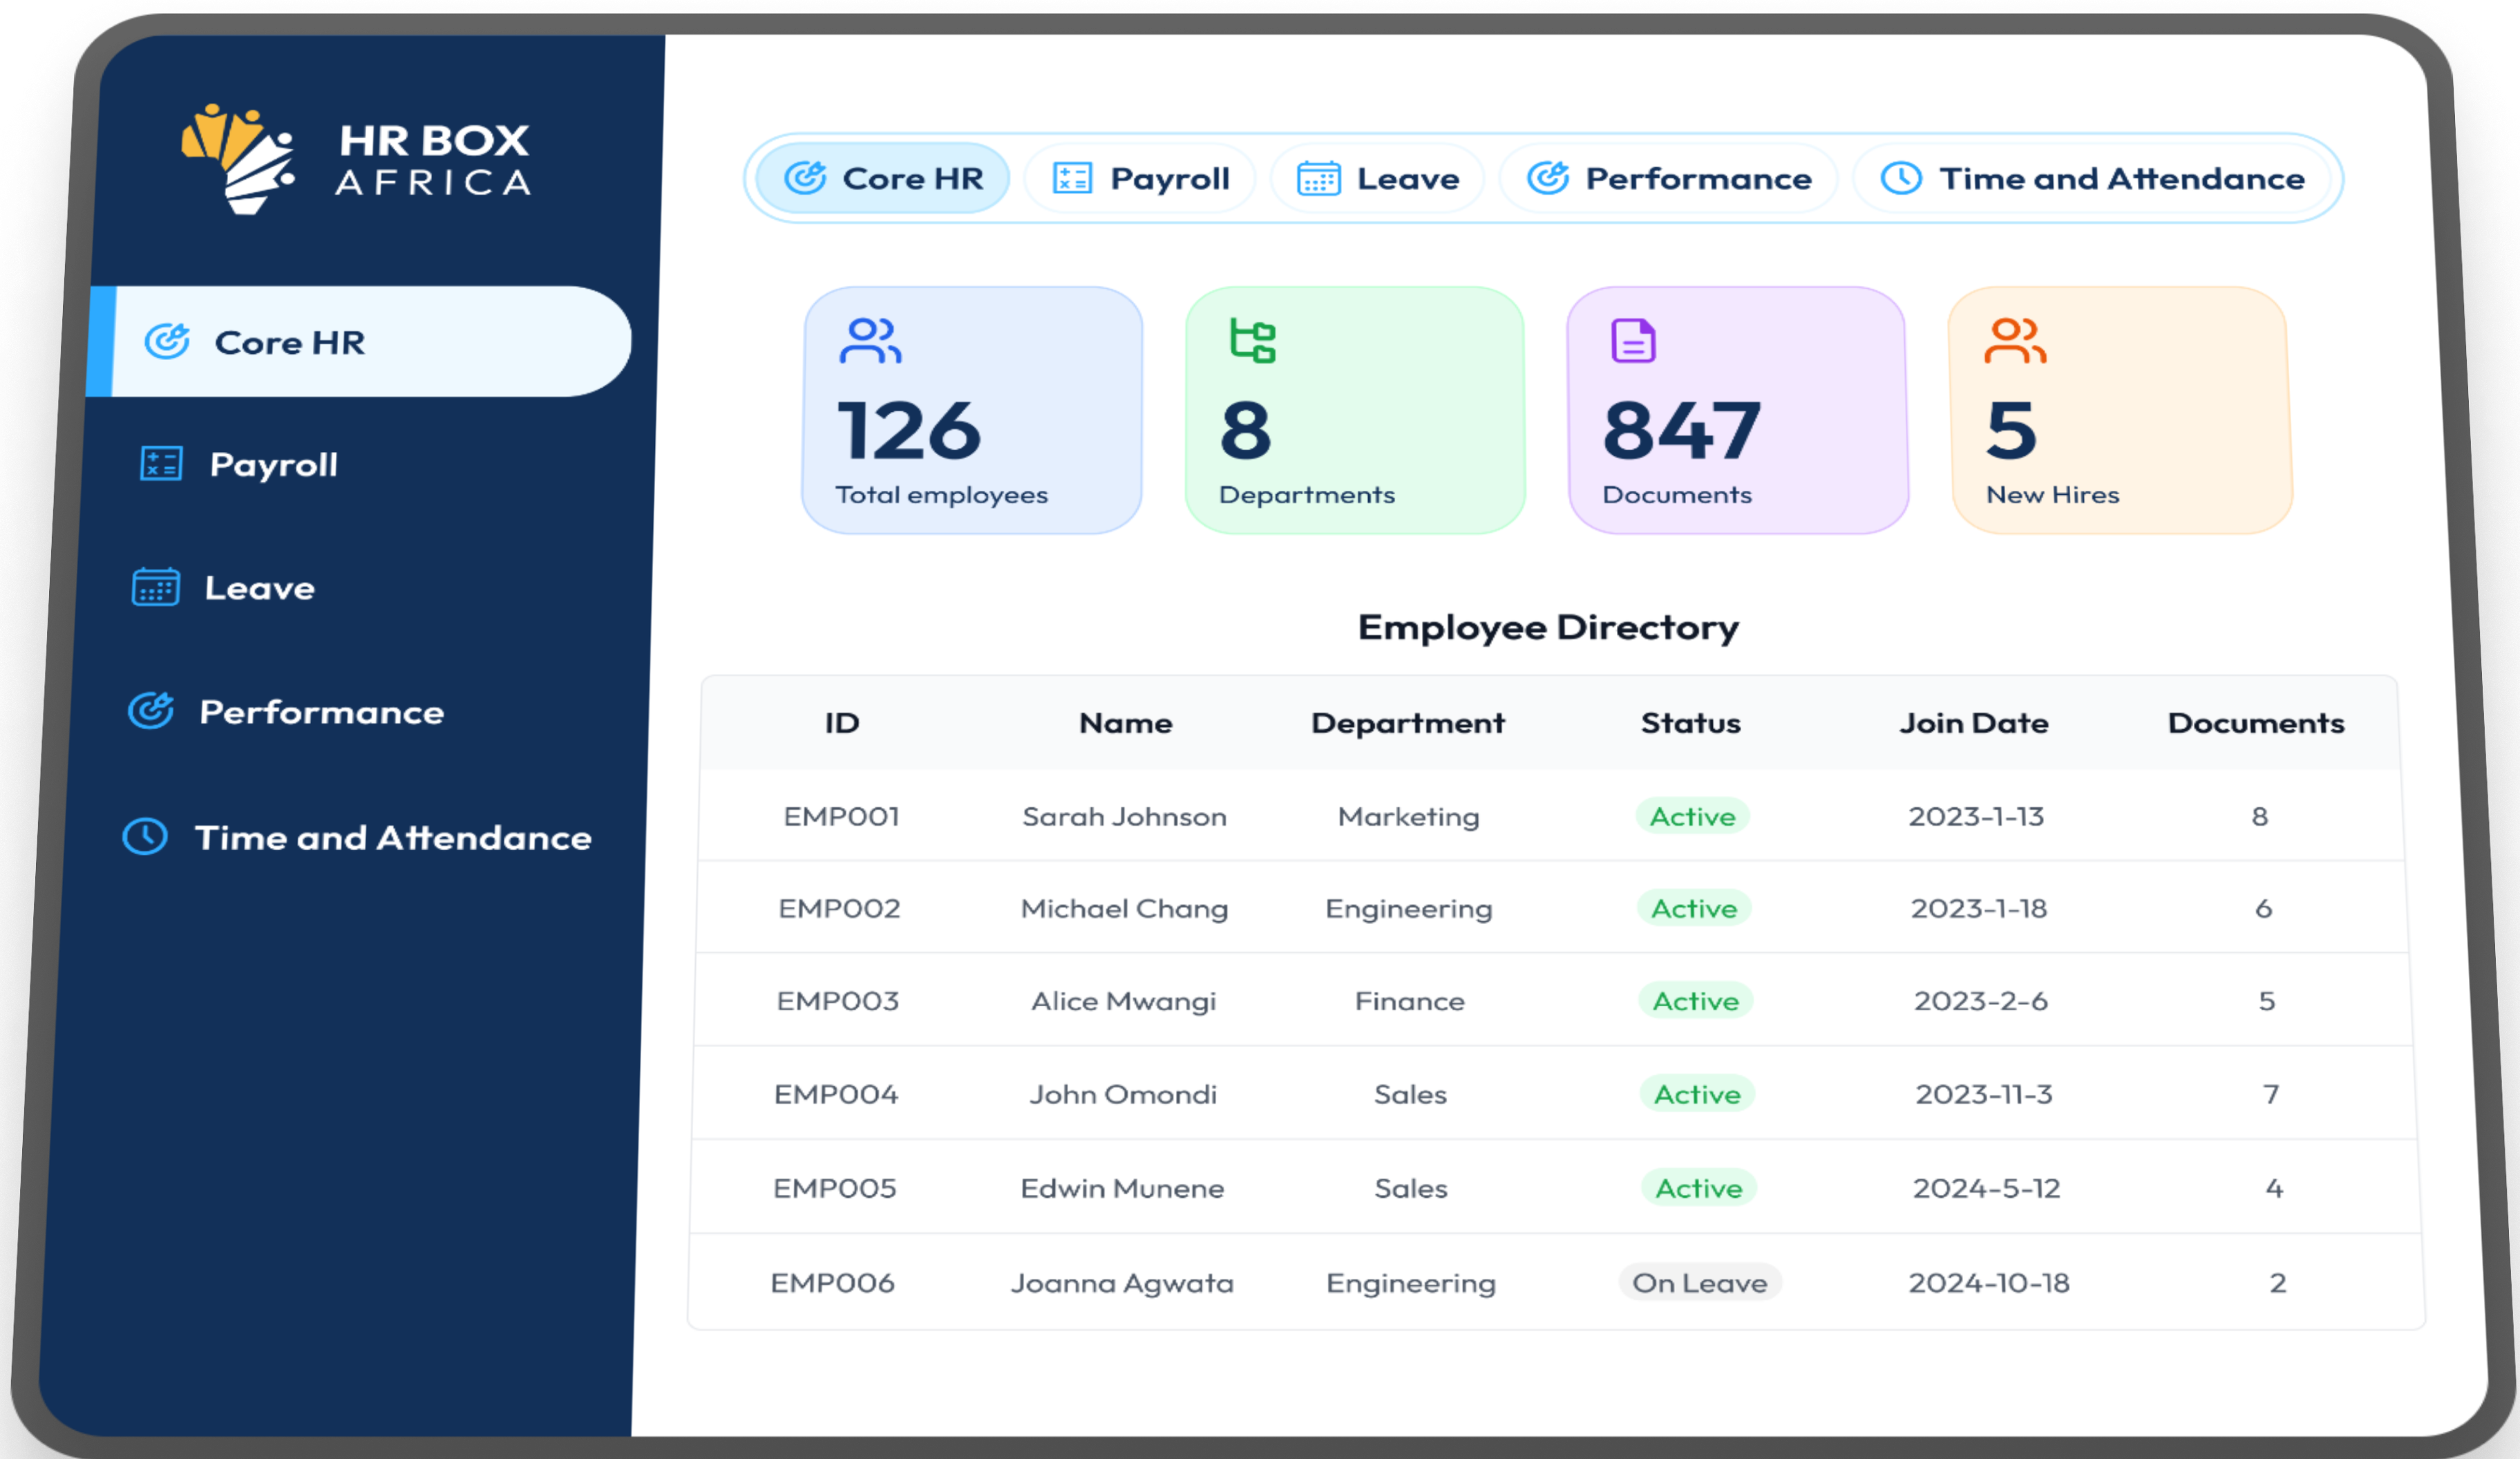 HR BOX
AFRICA
Core HR
Payroll
Leave
Performance
Time and Attendance
Core HR Payroll Leave Performance Time and Attendance
126 8 847 5
Total employees Departments Documents New Hires
Employee Directory
ID Name Department Status Join Date Documents
EMP001 Sarah Johnson Marketing Active 2023-1-13 8
EMP002 Michael Chang Engineering Active 2023-1-18 6
EMP003 Alice Mwangi Finance Active 2023-2-6 5
EMP004 John Omondi Sales Active 2023-11-3 7
EMP005 Edwin Munene Sales Active 2024-5-12 4
EMP006 Joanna Agwata Engineering On Leave 2024-10-18 2